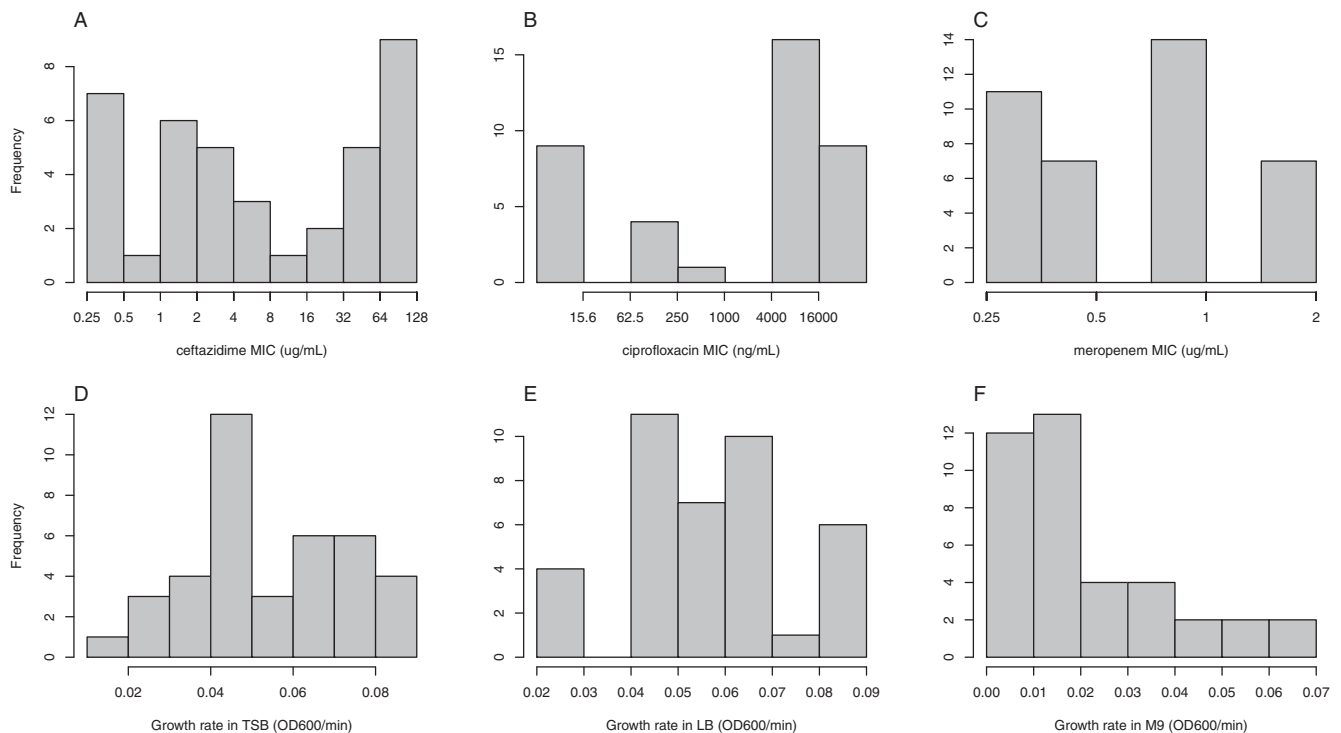 A
B
C
Frequency
0 2 4 6 8
0.25 0.5 1 2 4 8 16 32 64 128
ceftazidime MIC (ug/mL)
0 5 10 15
15.6 62.5 250 1000 4000 16000
ciprofloxacin MIC (ng/mL)
0 2 4 6 8 10 12 14
0.25 0.5 1 2
meropenem MIC (ug/mL)
D
E
F
Frequency
0 2 4 6 8 10 12
0.02 0.04 0.06 0.08
Growth rate in TSB (OD600/min)
0 2 4 6 8 10
0.02 0.03 0.04 0.05 0.06 0.07 0.08 0.09
Growth rate in LB (OD600/min)
0 2 4 6 8 10 12
0.00 0.01 0.02 0.03 0.04 0.05 0.06 0.07
Growth rate in M9 (OD600/min)